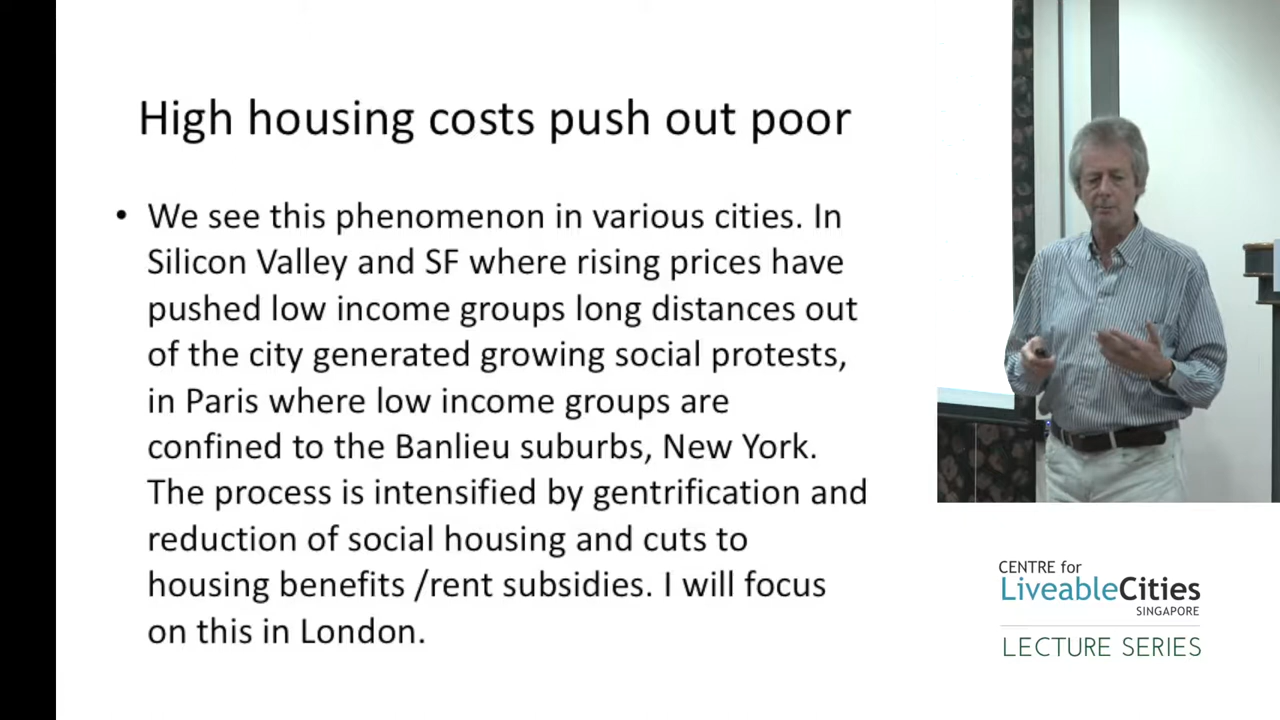 High housing costs push out poor
• We see this phenomenon in various cities. In
Silicon Valley and SF where rising prices have
pushed low income groups long distances out
of the city generated growing social protests,
in Paris where low income groups are
confined to the Banlieu suburbs, New York.
The process is intensified by gentrification and
reduction of social housing and cuts to
housing benefits /rent subsidies. I will focus
on this in London.
CENTRE for
LiveableCities
SINGAPORE
LECTURE SERIES